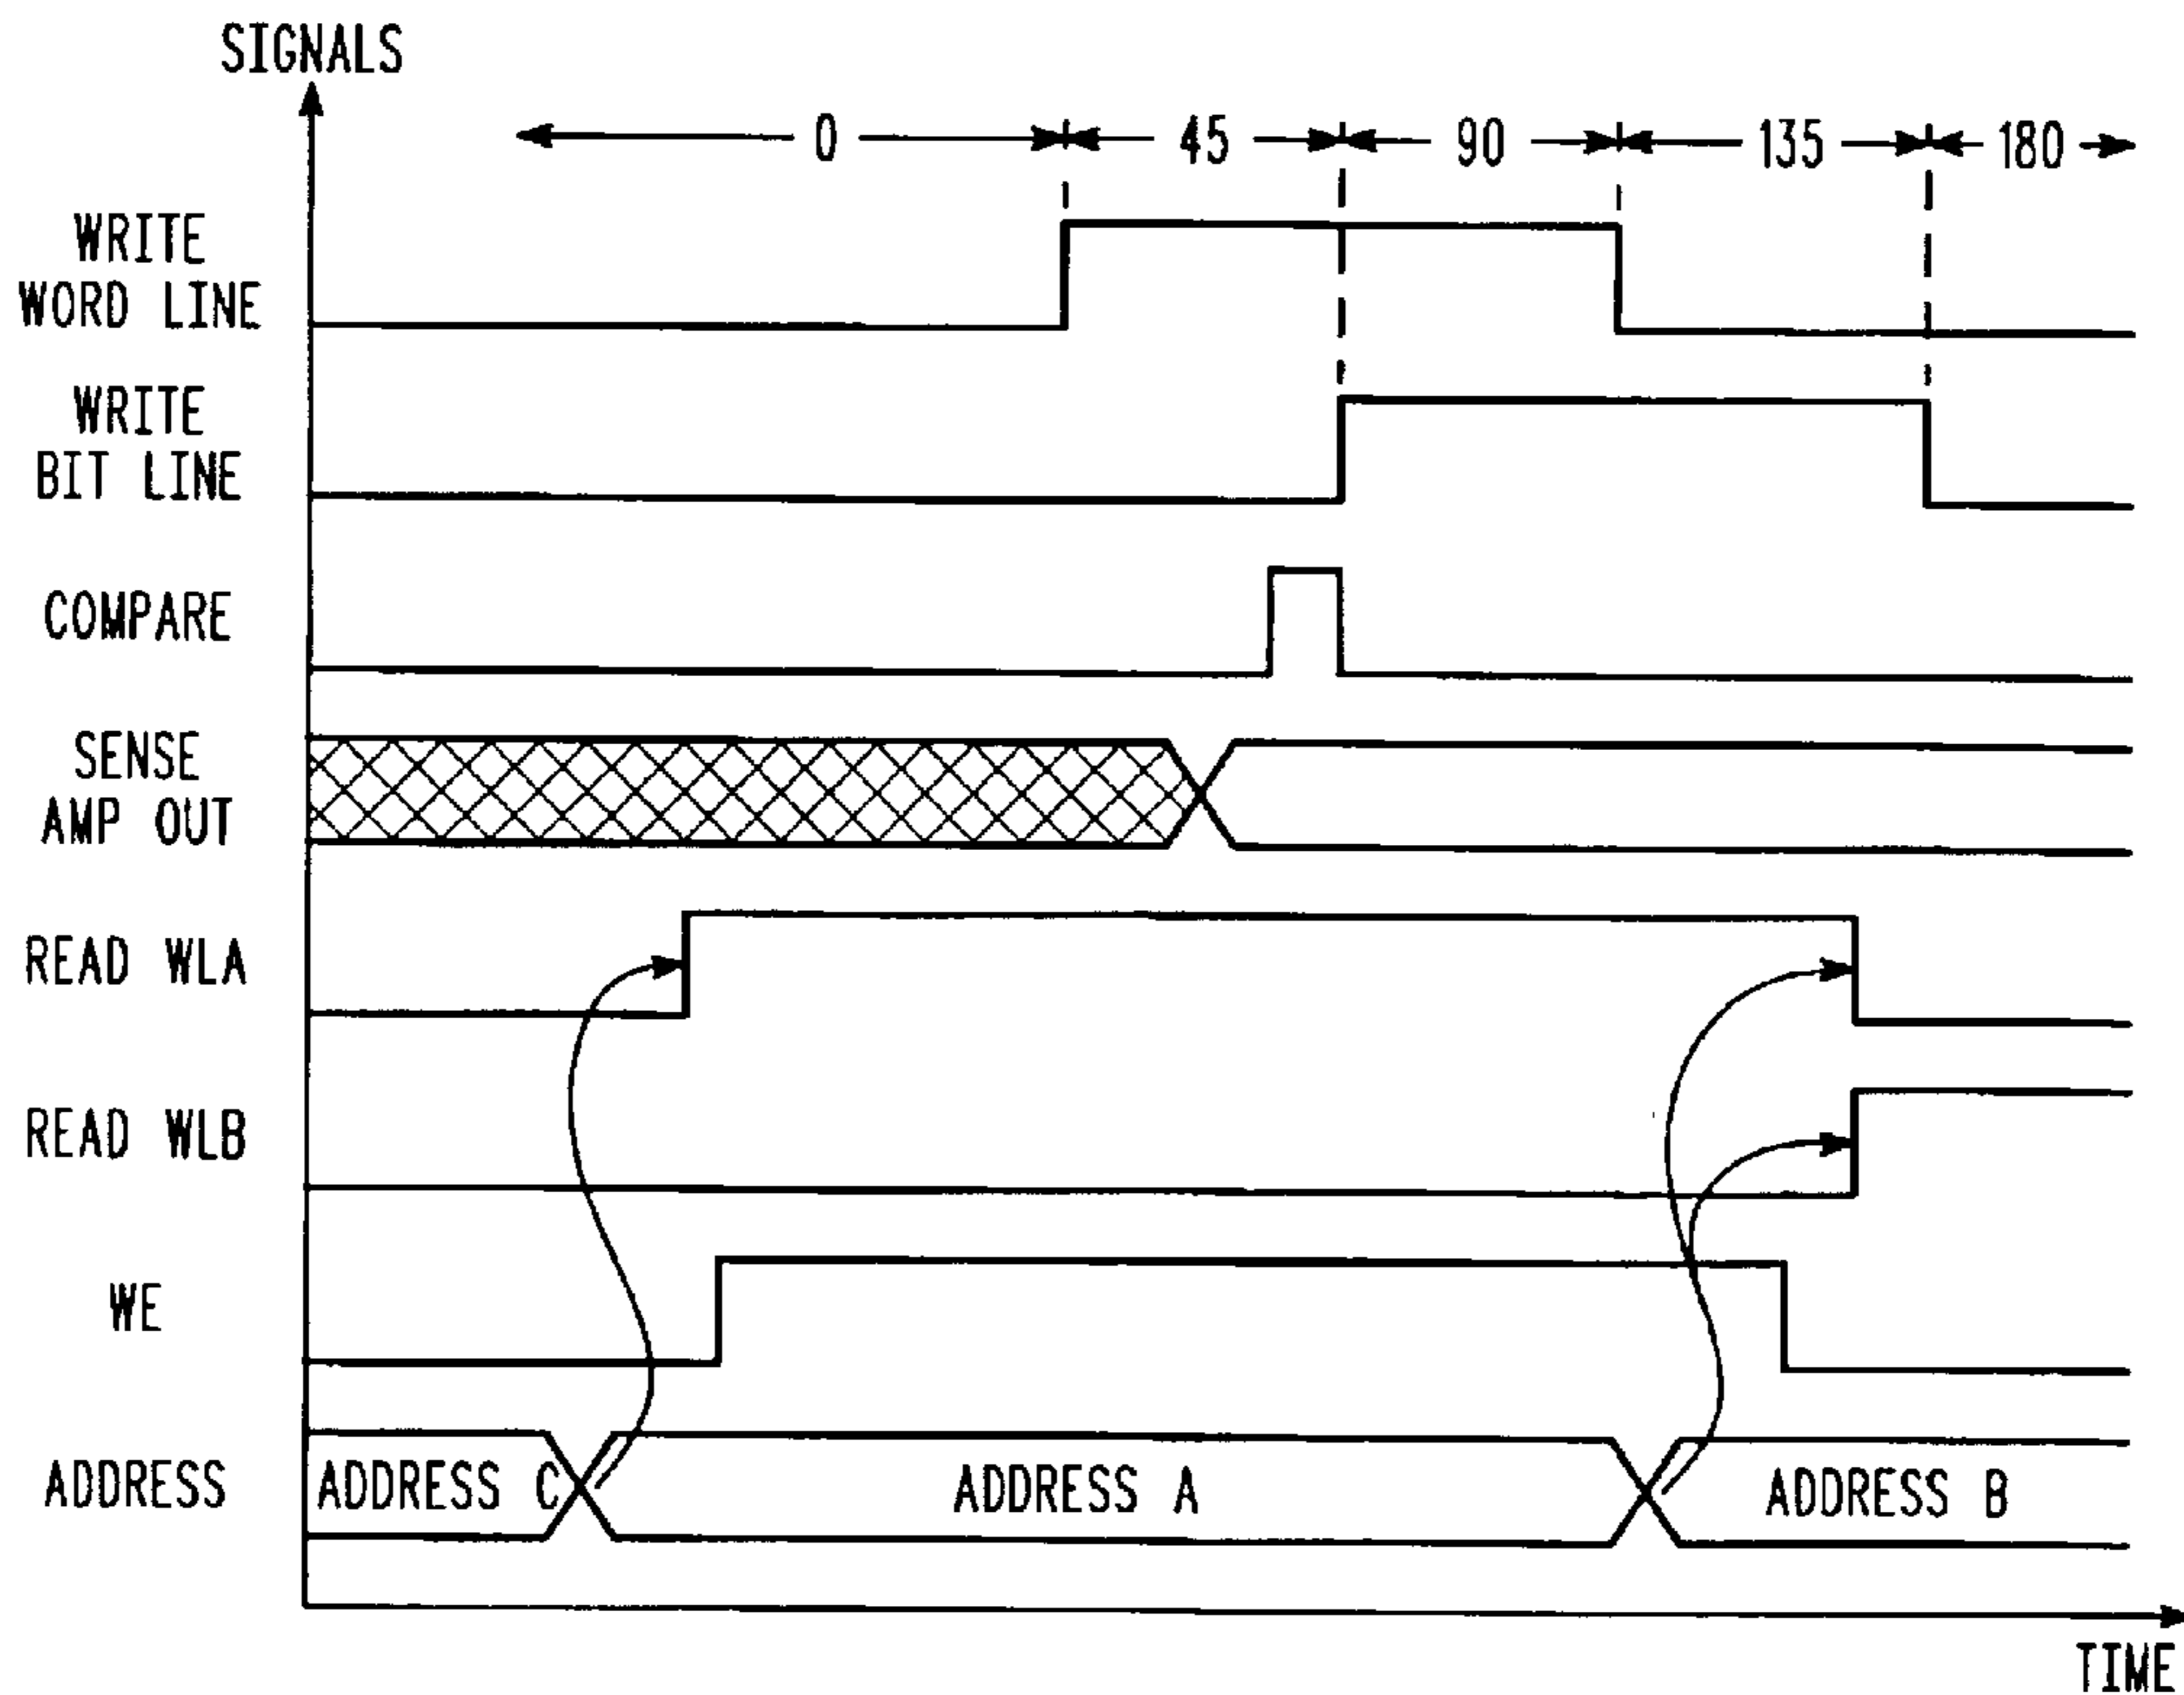 SIGNALS
0 45 90 135 180
WRITE
WORD LINE
WRITE
BIT LINE
COMPARE
SENSE
AMP OUT
READ WLA
READ WLB
WE
ADDRESS ADDRESS C ADDRESS A ADDRESS B
TIME